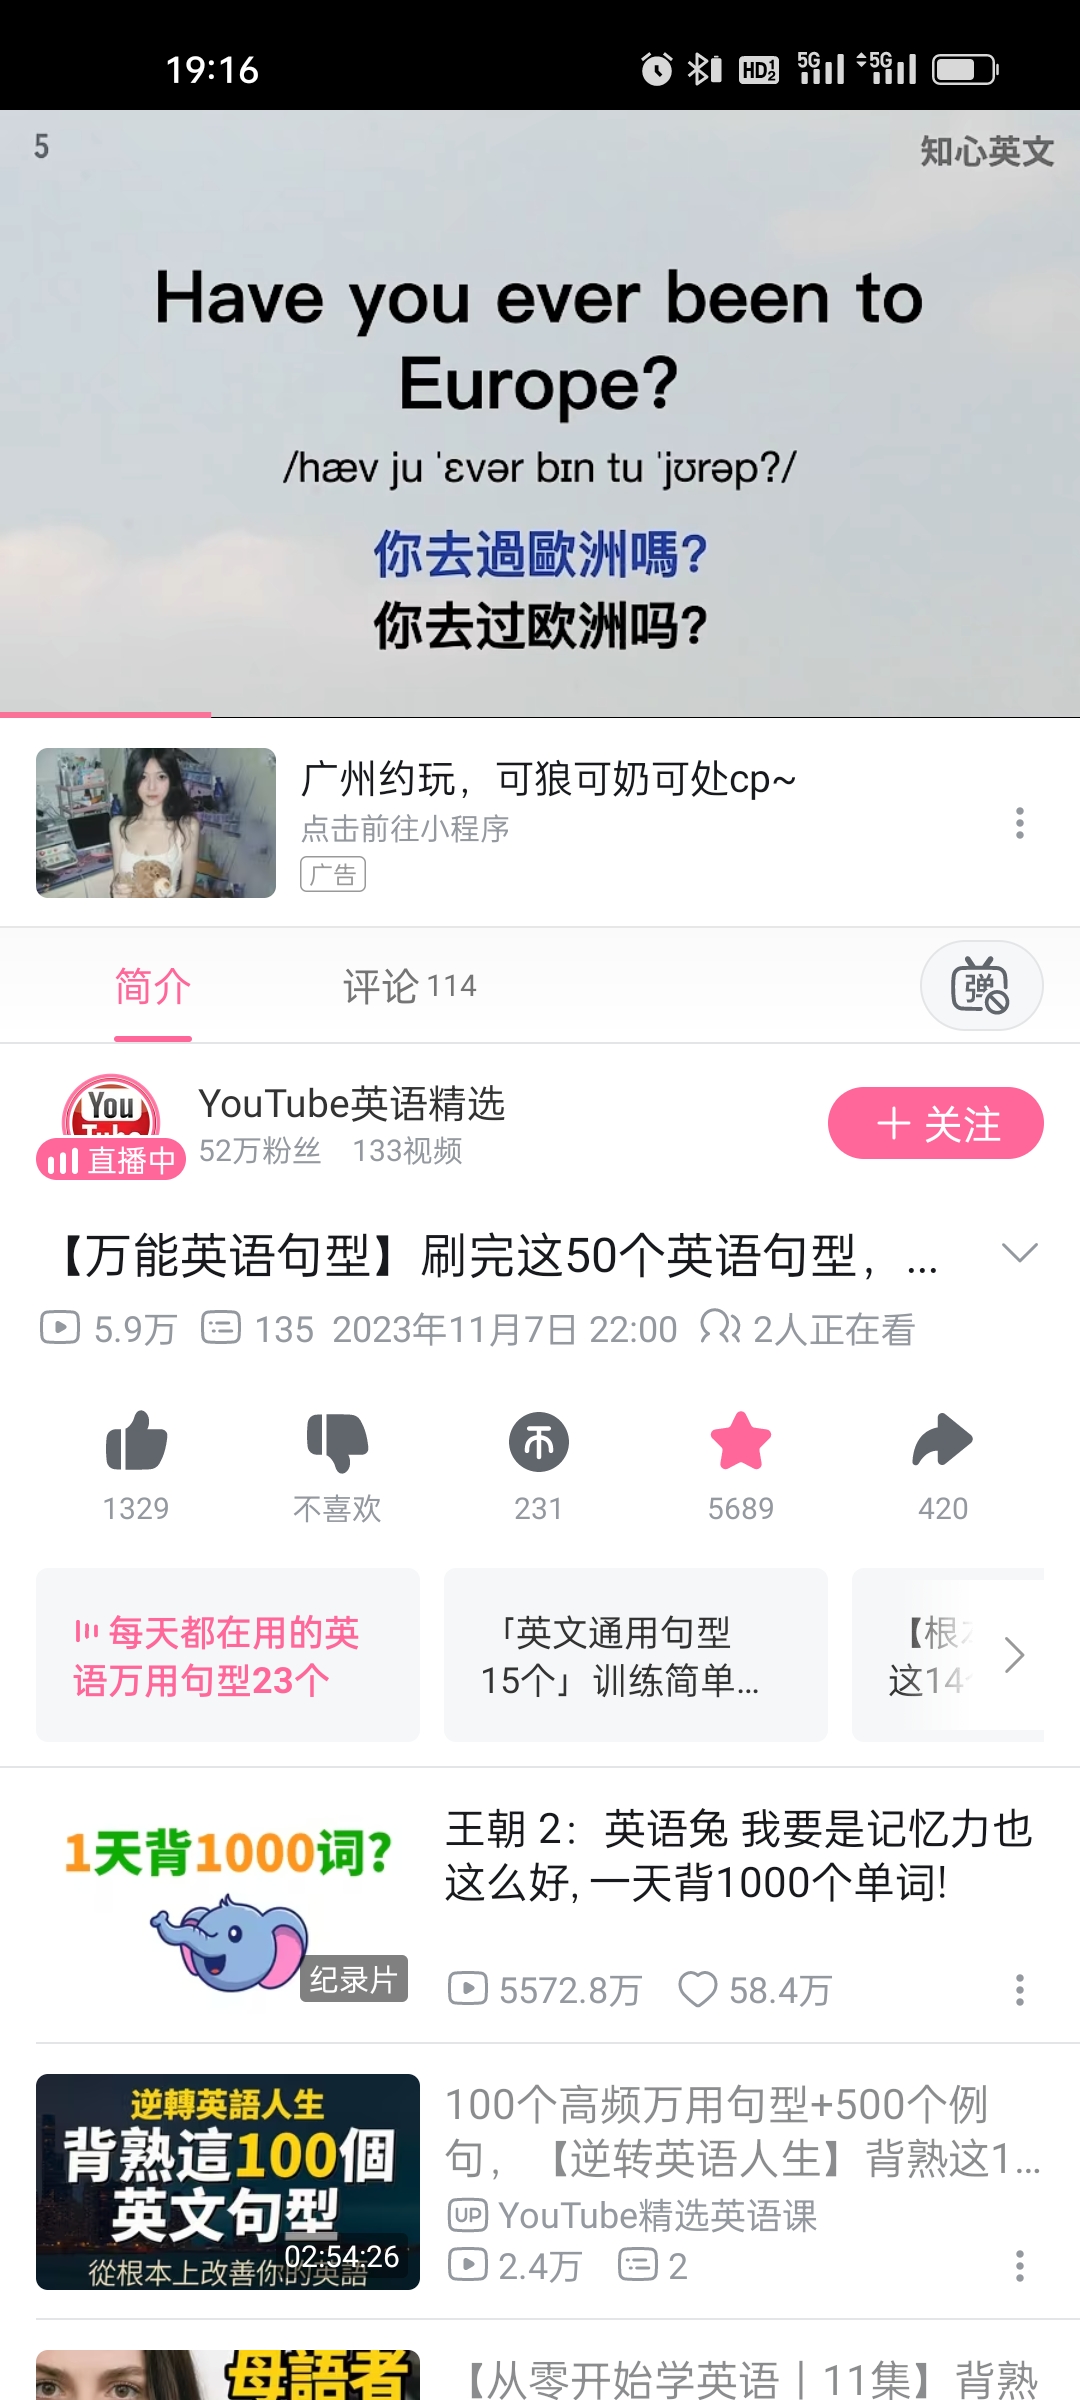 19:16
HD 1 2
5G
5G
5
知心英文
Have you ever been to
Europe?
/hæv ju ˈɛvər bɪn tu ˈjʊrəp?/
你去過歐洲嗎?
你去过欧洲吗?
广州约玩，可狼可奶可处cp~
点击前往小程序
广告
简介
评论 114
弹
You
直播中
YouTube英语精选
52万粉丝 133视频
+ 关注
【万能英语句型】刷完这50个英语句型，...
5.9万 135 2023年11月7日 22:00 2人正在看
1329
不喜欢
231
5689
420
每天都在用的英
语万用句型23个
「英文通用句型
15个」训练简单...
【根
这14
1天背1000词?
纪录片
王朝 2：英语兔 我要是记忆力也
这么好, 一天背1000个单词!
5572.8万 58.4万
逆轉英語人生
背熟這100個
英文句型
從根本上改善你的英語
02:54:26
100个高频万用句型+500个例
句，【逆转英语人生】背熟这1...
UP YouTube精选英语课
2.4万 2
母語者
【从零开始学英语丨11集】背熟